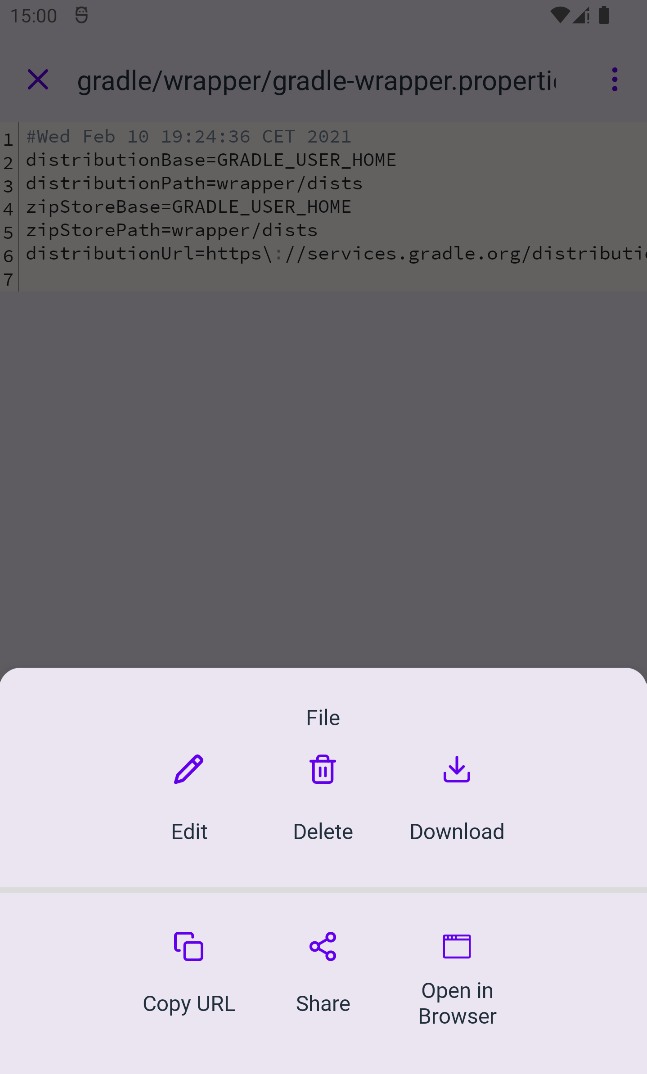 15:00
gradle/wrapper/gradle-wrapper.properti
1 #Wed Feb 10 19:24:36 CET 2021
2 distributionBase=GRADLE_USER_HOME
3 distributionPath=wrapper/dists
4 zipStoreBase=GRADLE_USER_HOME
5 zipStorePath=wrapper/dists
6 distributionUrl=https\://services.gradle.org/distributi
7
File
Edit Delete Download
Copy URL Share Open in
Browser